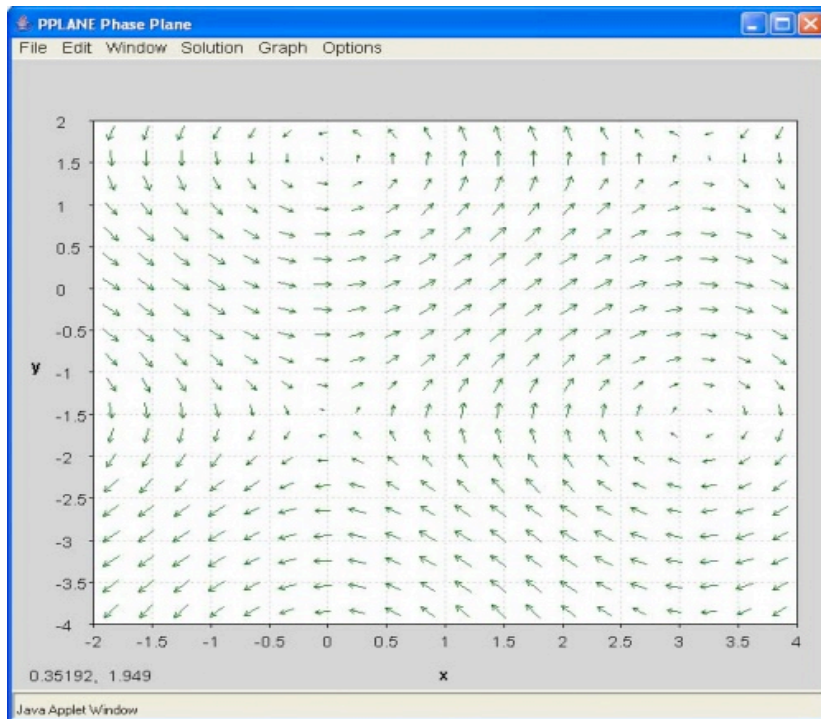 PPLANE Phase Plane
File Edit Window Solution Graph Options
2
1.5
1
0.5
0
-0.5
y
-1
-1.5
-2
-2.5
-3
-3.5
-4
-2 -1.5 -1 -0.5 0 0.5 1 1.5 2 2.5 3 3.5 4
0.35192, 1.949
x
Java Applet Window